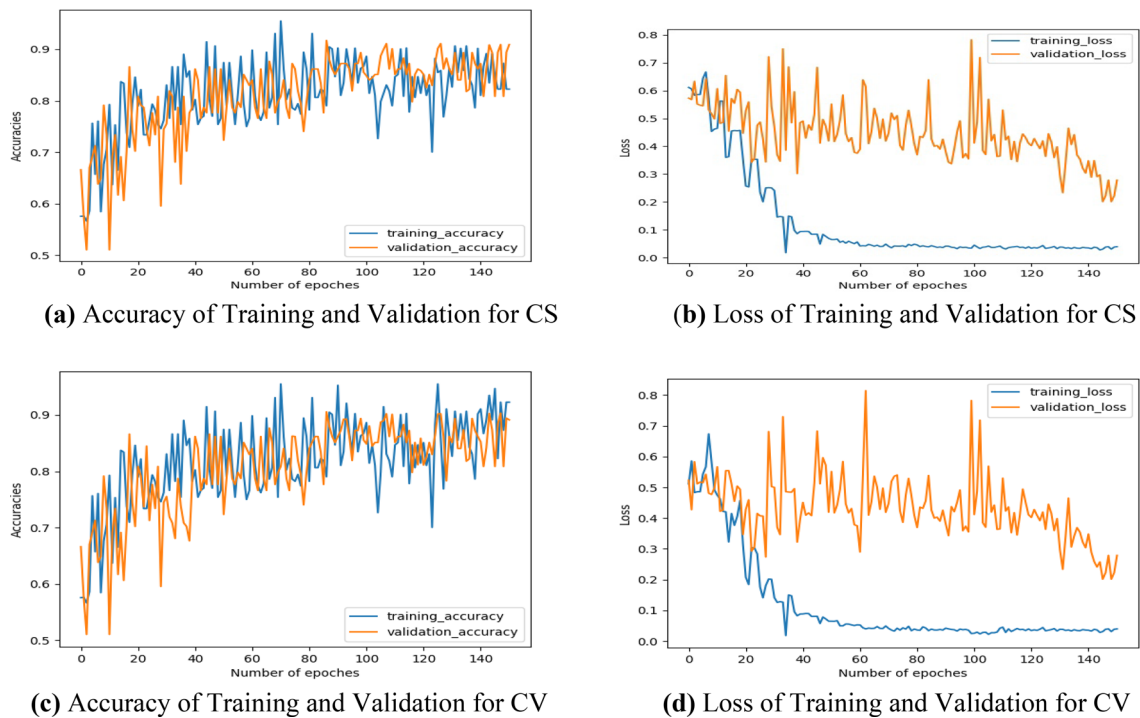 0.9
0.8
0.7
0.6
0.5
Accuracies
training_accuracy
validation_accuracy
0 20 40 60 80 100 120 140
Number of epoches
(a) Accuracy of Training and Validation for CS
0.8
0.7
0.6
0.5
0.4
0.3
0.2
0.1
0.0
Loss
training_loss
validation_loss
0 20 40 60 80 100 120 140
Number of epoches
(b) Loss of Training and Validation for CS
0.9
0.8
0.7
0.6
0.5
Accuracies
training_accuracy
validation_accuracy
0 20 40 60 80 100 120 140
Number of epoches
(c) Accuracy of Training and Validation for CV
0.8
0.7
0.6
0.5
0.4
0.3
0.2
0.1
0.0
Loss
training_loss
validation_loss
0 20 40 60 80 100 120 140
Number of epoches
(d) Loss of Training and Validation for CV